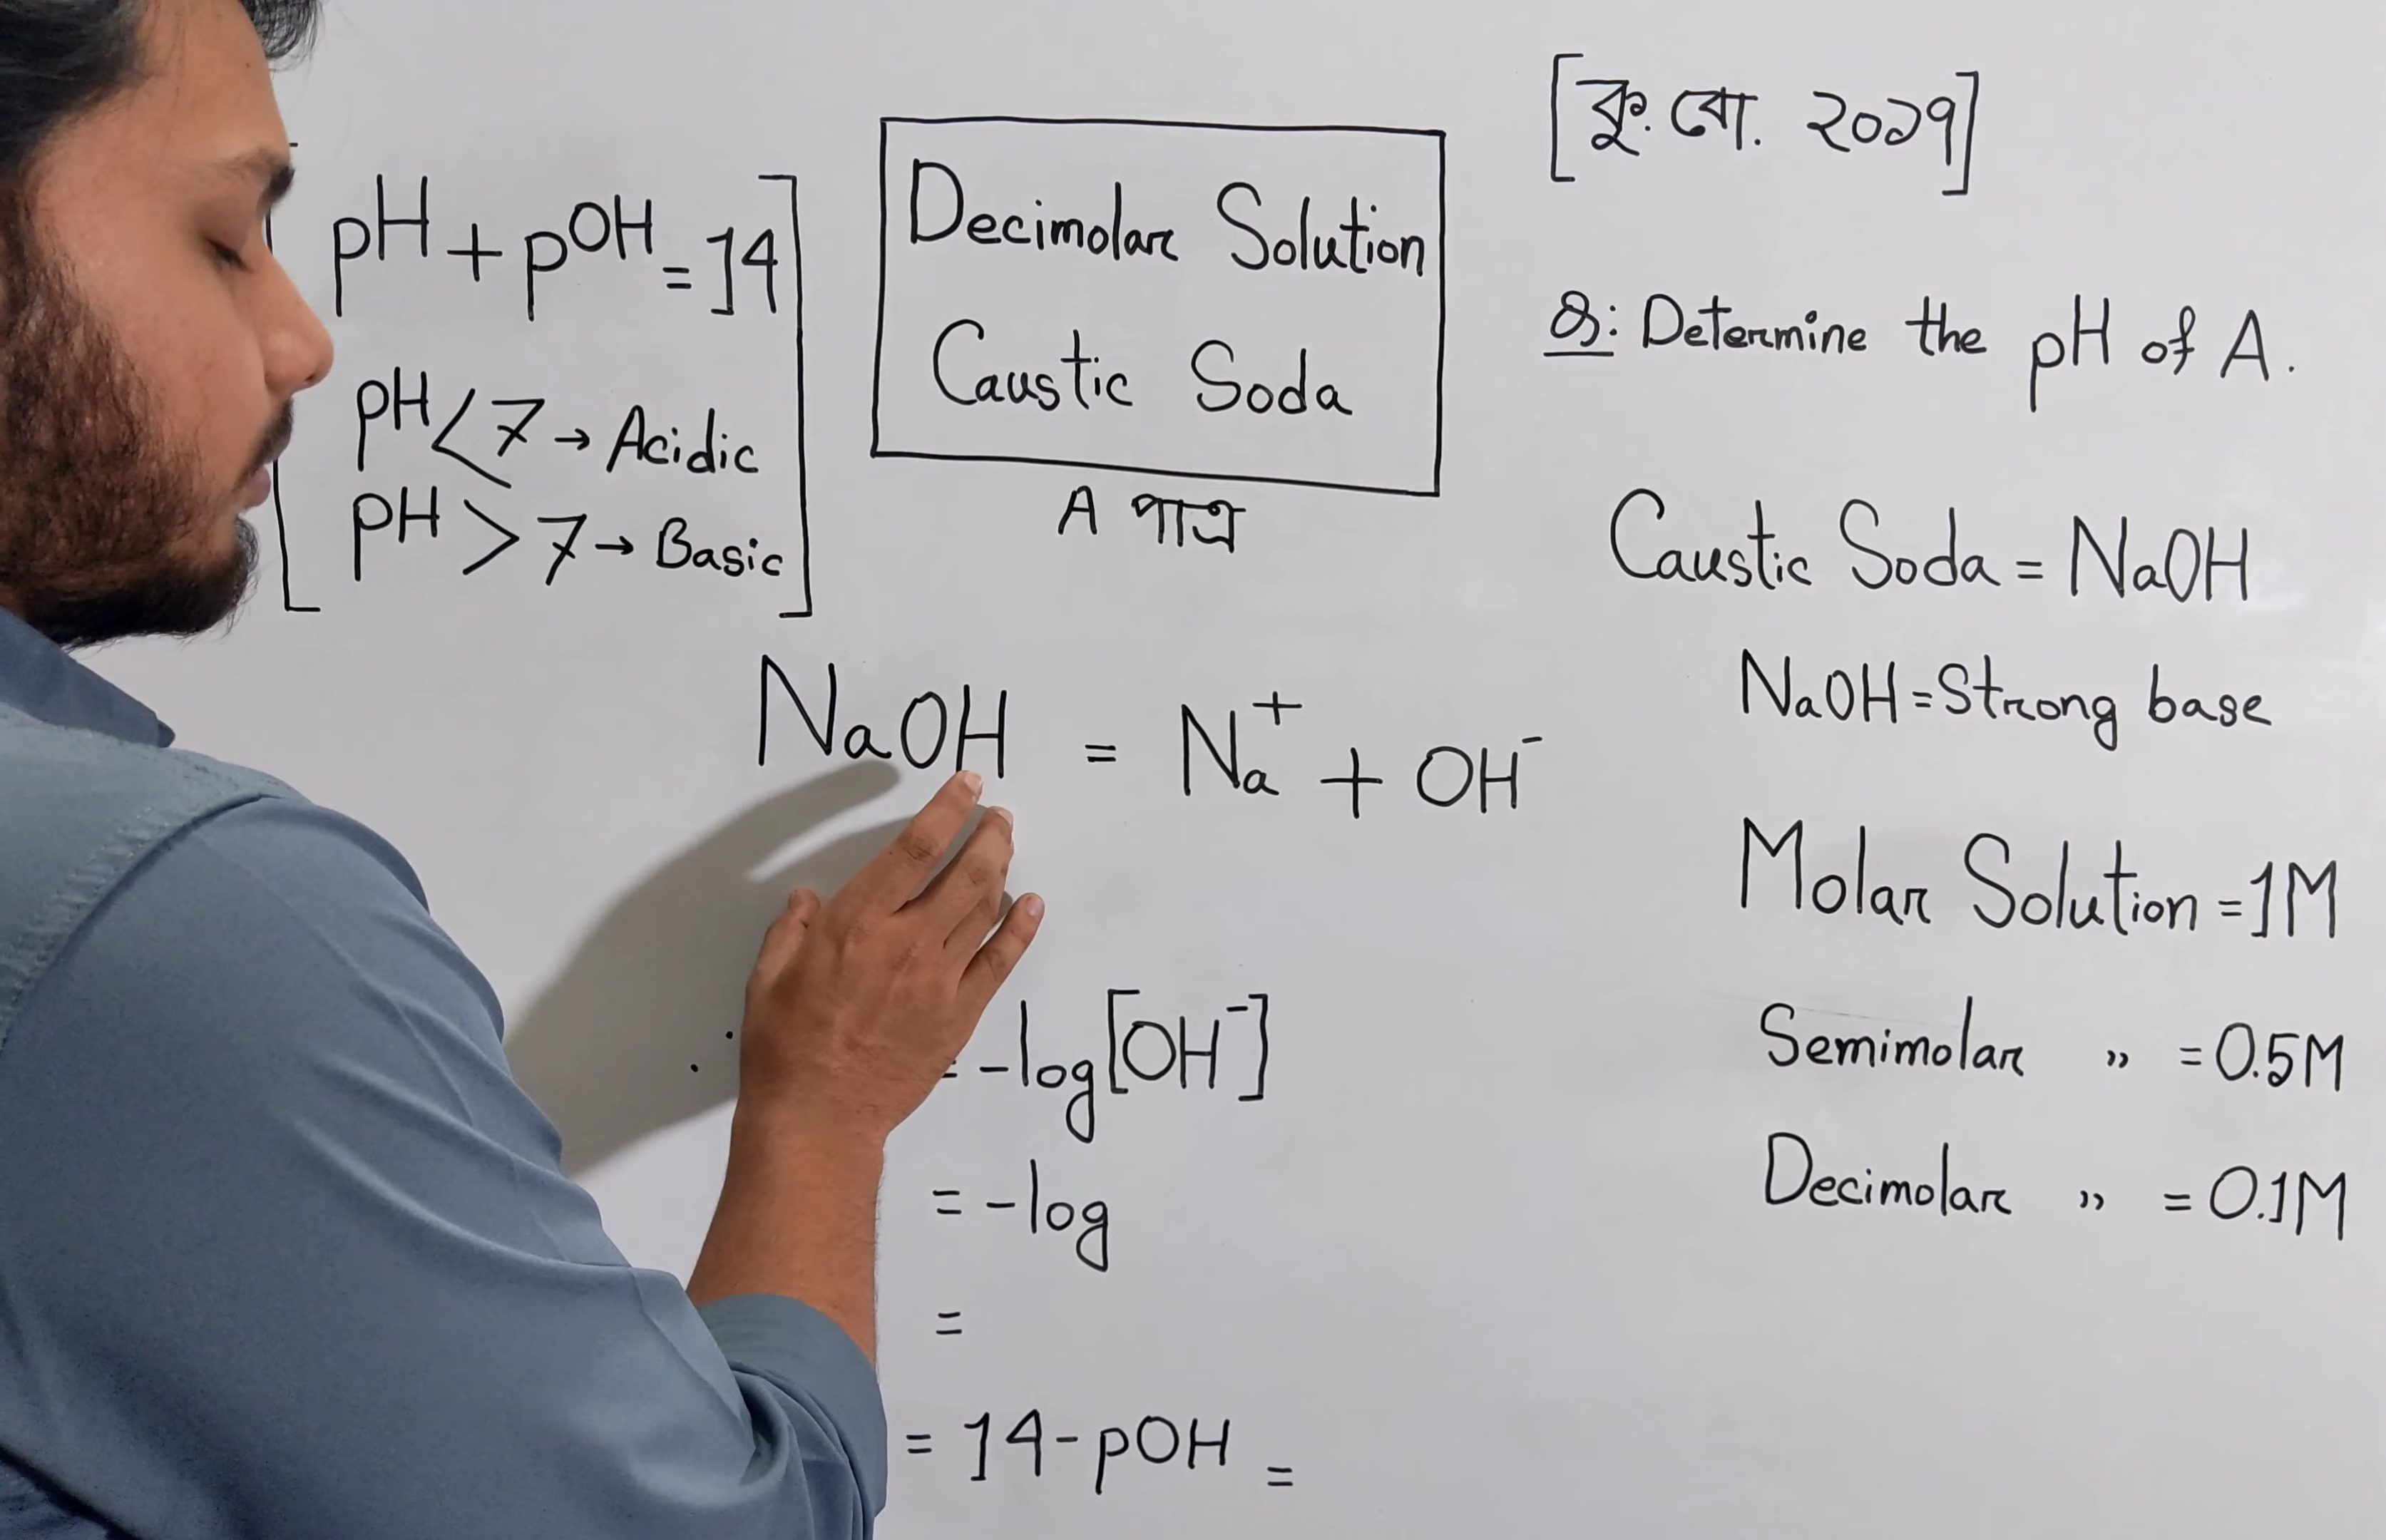 [কু. বো. ২০১৭]
pH + pOH = 14
pH < 7 → Acidic
pH > 7 → Basic
Decimolar Solution
Caustic Soda
A পাত্র
Q: Determine the pH of A.
Caustic Soda = NaOH
NaOH = Strong base
Molar Solution = 1M
Semimolar " = 0.5M
Decimolar " = 0.1M
NaOH = Na⁺ + OH⁻
= -log[OH⁻]
= -log
=
= 14 - pOH =